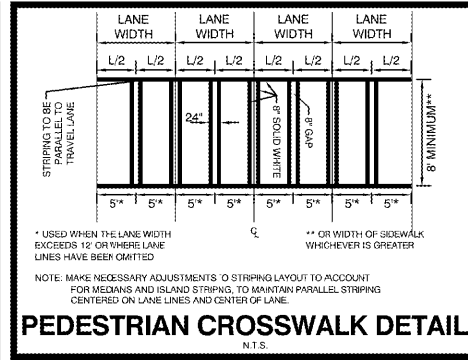 LANE WIDTH
LANE WIDTH
LANE WIDTH
LANE WIDTH
L/2 L/2 L/2 L/2 L/2 L/2 L/2 L/2
STRIPING TO BE
PARALLEL TO
TRAVEL LANE
24"
8" SOLID WHITE
8" GAP
8' MINIMUM**
5'* 5'* 5'* 5'* 5'* 5'* 5'* 5'*
* USED WHEN THE LANE WIDTH
EXCEEDS 12' OR WHERE LANE
LINES HAVE BEEN OMITTED
℄
** OR WIDTH OF SIDEWALK
WHICHEVER IS GREATER
NOTE: MAKE NECESSARY ADJUSTMENTS TO STRIPING LAYOUT TO ACCOUNT
FOR MEDIANS AND ISLAND STRIPING, TO MAINTAIN PARALLEL STRIPING
CENTERED ON LANE LINES AND CENTER OF LANE.
PEDESTRIAN CROSSWALK DETAIL
N.T.S.